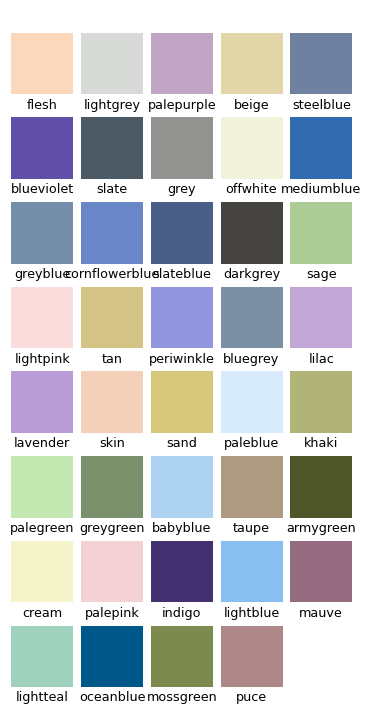 flesh lightgrey palepurple beige steelblue
blueviolet slate grey offwhite mediumblue
greyblue cornflowerblue slateblue darkgrey sage
lightpink tan periwinkle bluegrey lilac
lavender skin sand paleblue khaki
palegreen greygreen babyblue taupe armygreen
cream palepink indigo lightblue mauve
lightteal oceanblue mossgreen puce